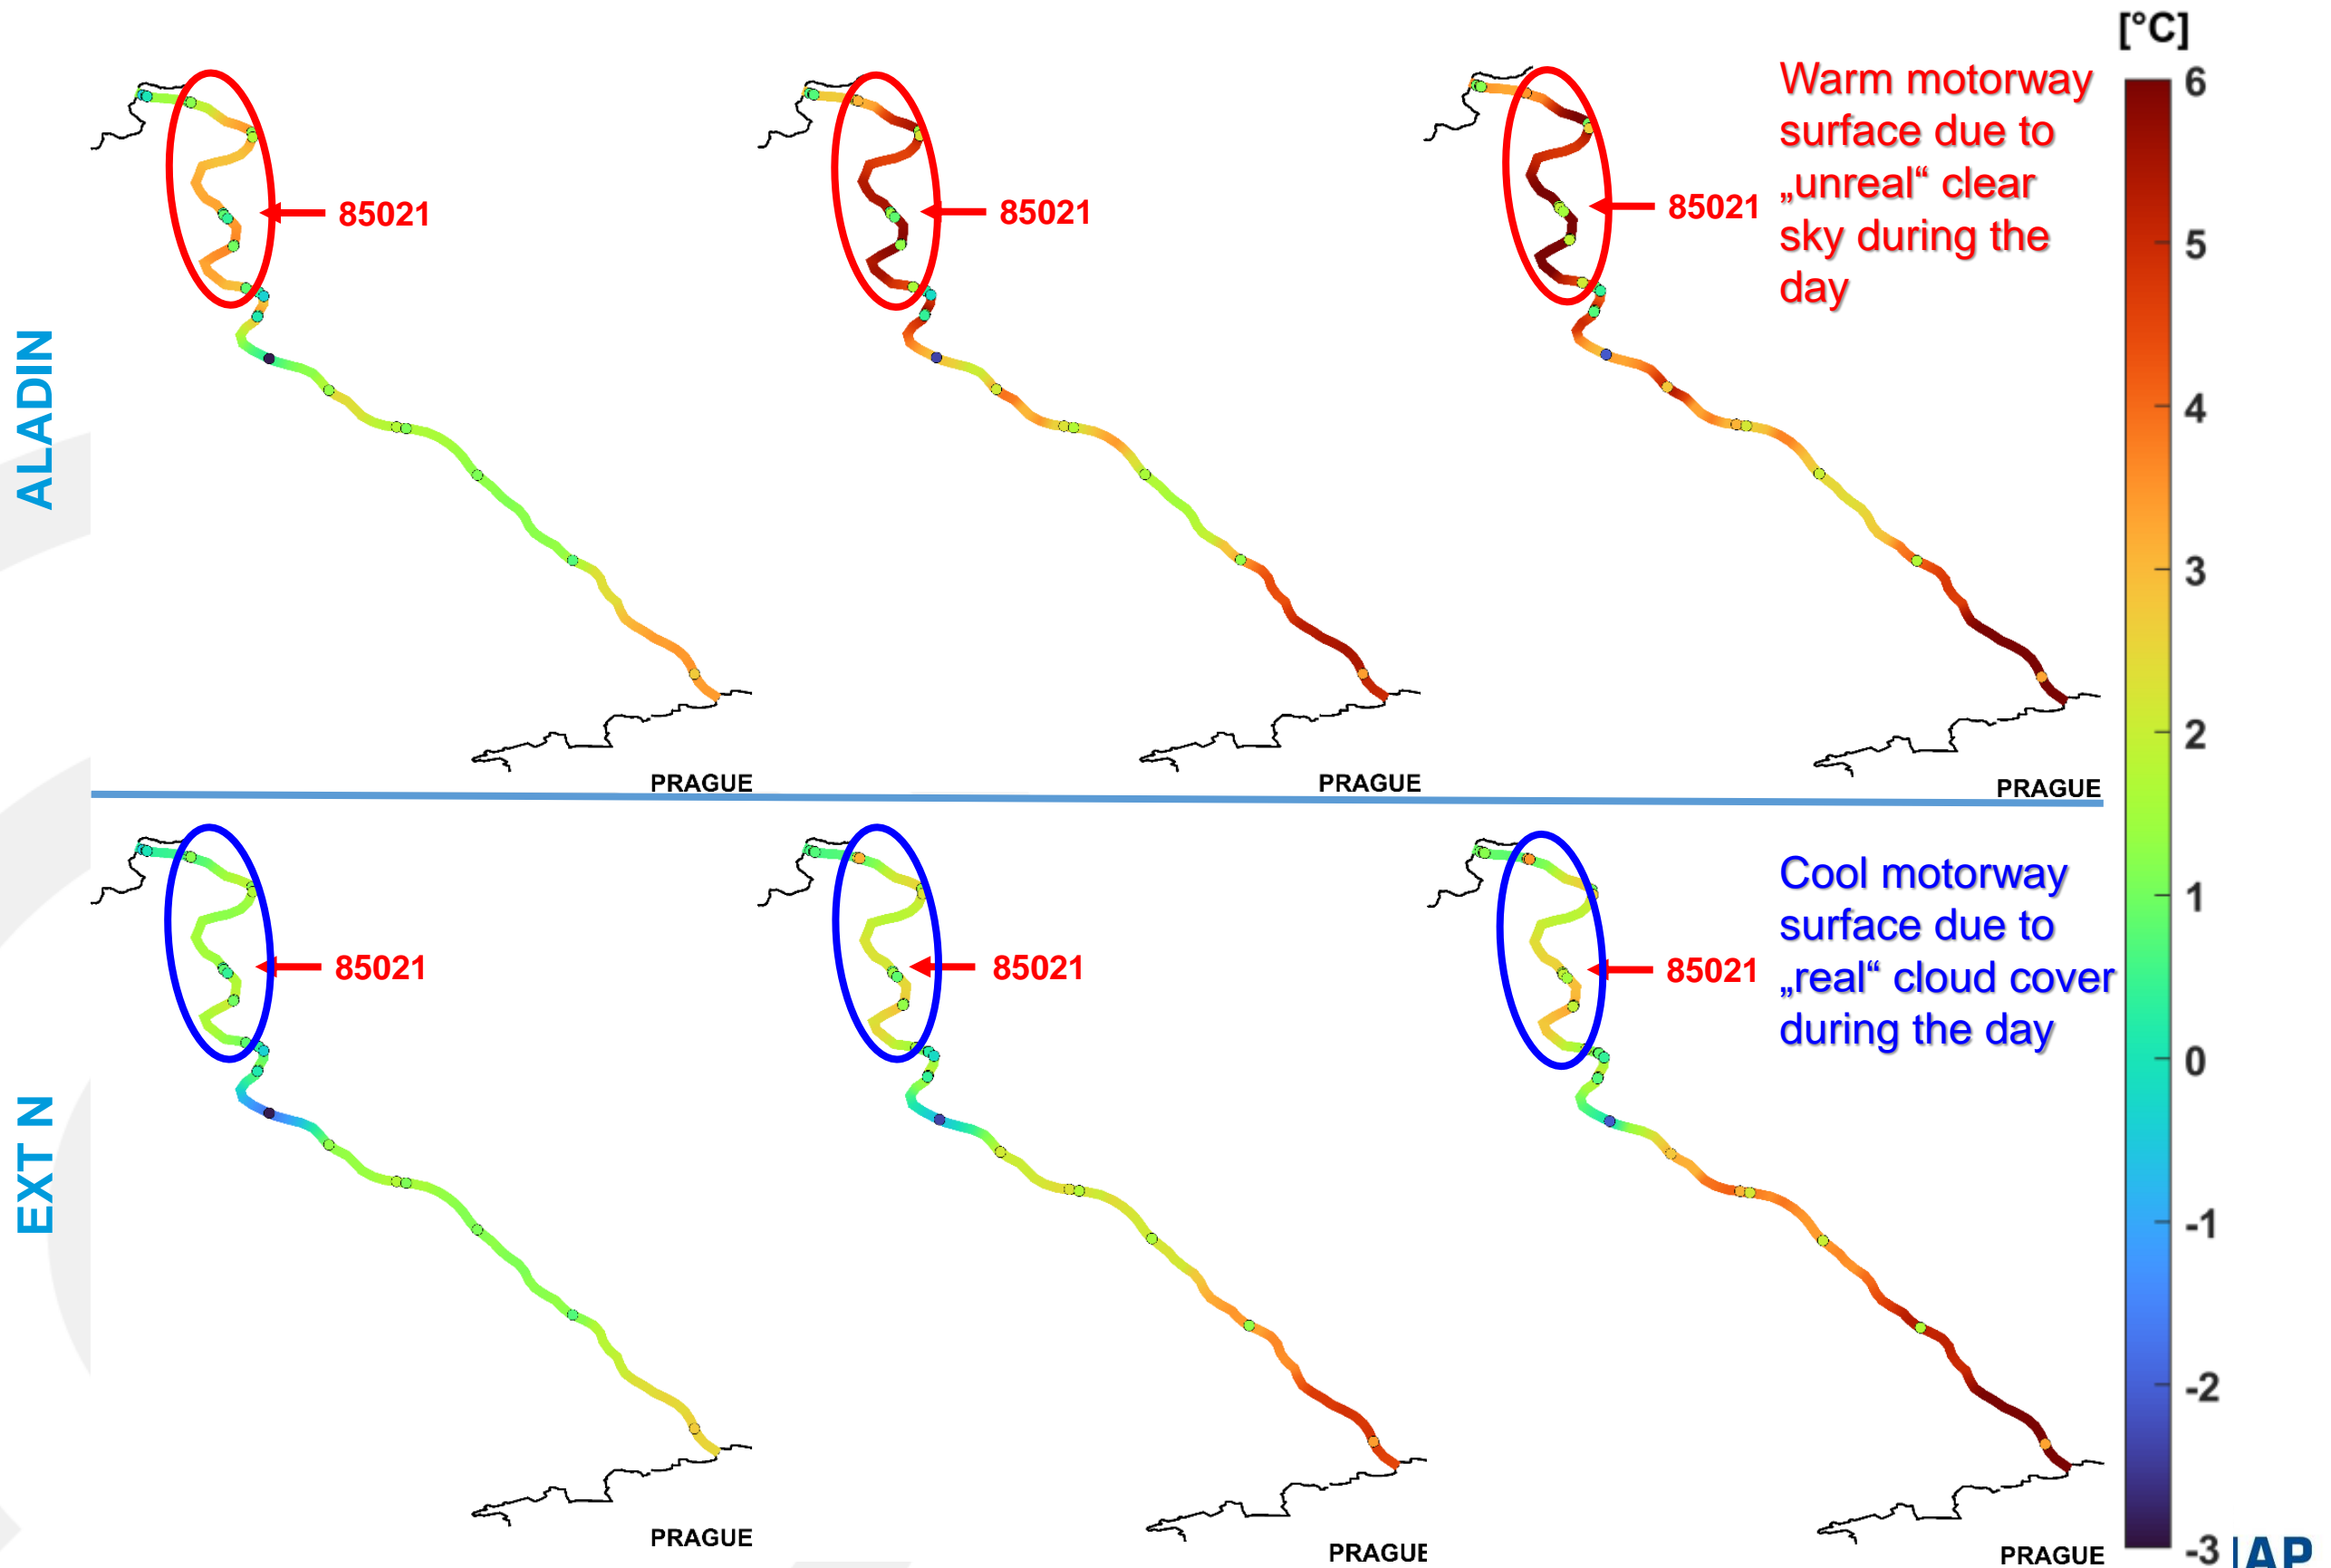 [°C]
6
5
4
3
2
1
0
-1
-2
-3
ALADIN
85021
85021
85021
Warm motorway
surface due to
„unreal“ clear
sky during the
day
PRAGUE
PRAGUE
PRAGUE
EXT N
85021
85021
85021
Cool motorway
surface due to
„real“ cloud cover
during the day
PRAGUE
PRAGUE
PRAGUE
IAP